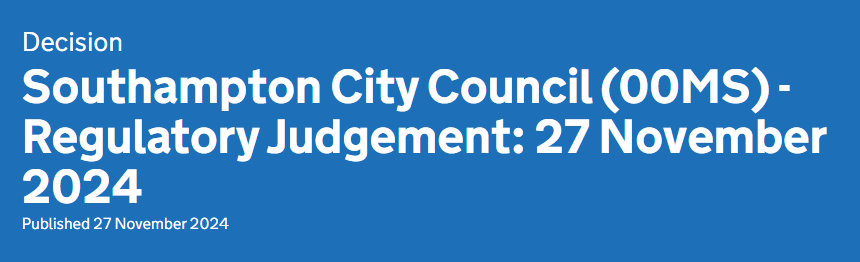 Decision
Southampton City Council (00MS) -
Regulatory Judgement: 27 November
2024
Published 27 November 2024